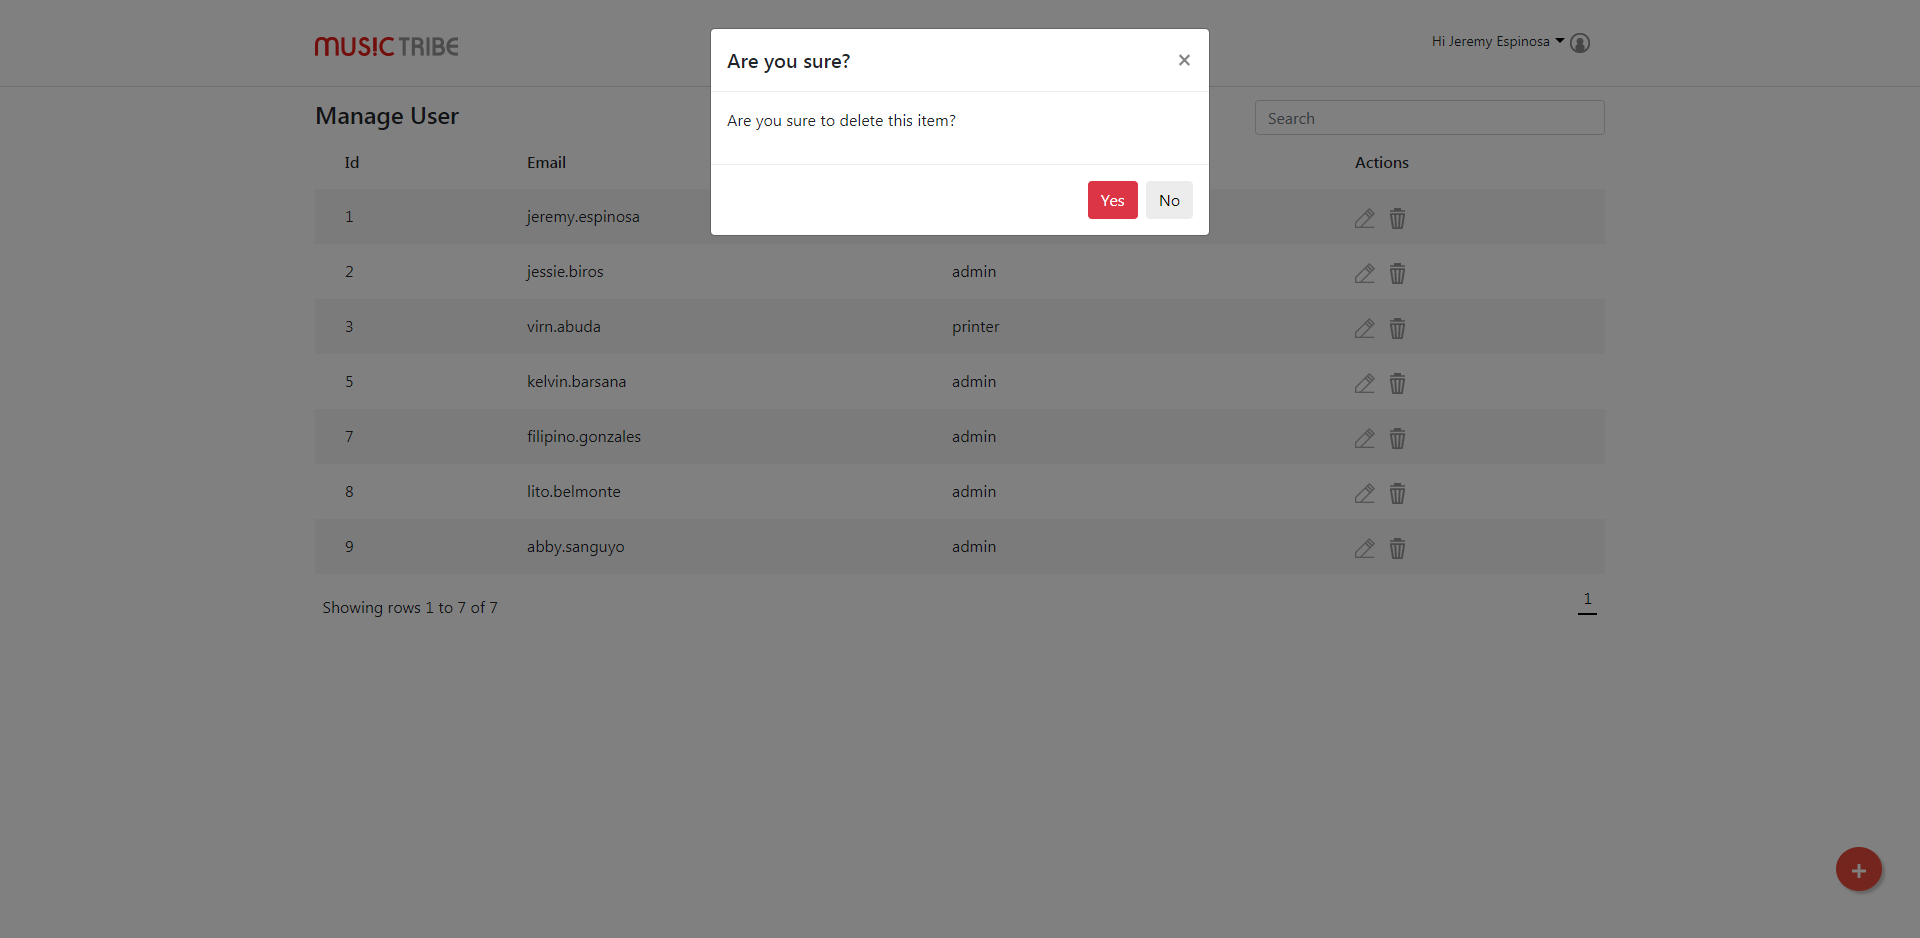 MUSIC TRIBE
Hi Jeremy Espinosa
Are you sure?
×
Are you sure to delete this item?
Yes No
Manage User
Search
Id Email Actions
1 jeremy.espinosa
2 jessie.biros admin
3 virn.abuda printer
5 kelvin.barsana admin
7 filipino.gonzales admin
8 lito.belmonte admin
9 abby.sanguyo admin
Showing rows 1 to 7 of 7
1
+